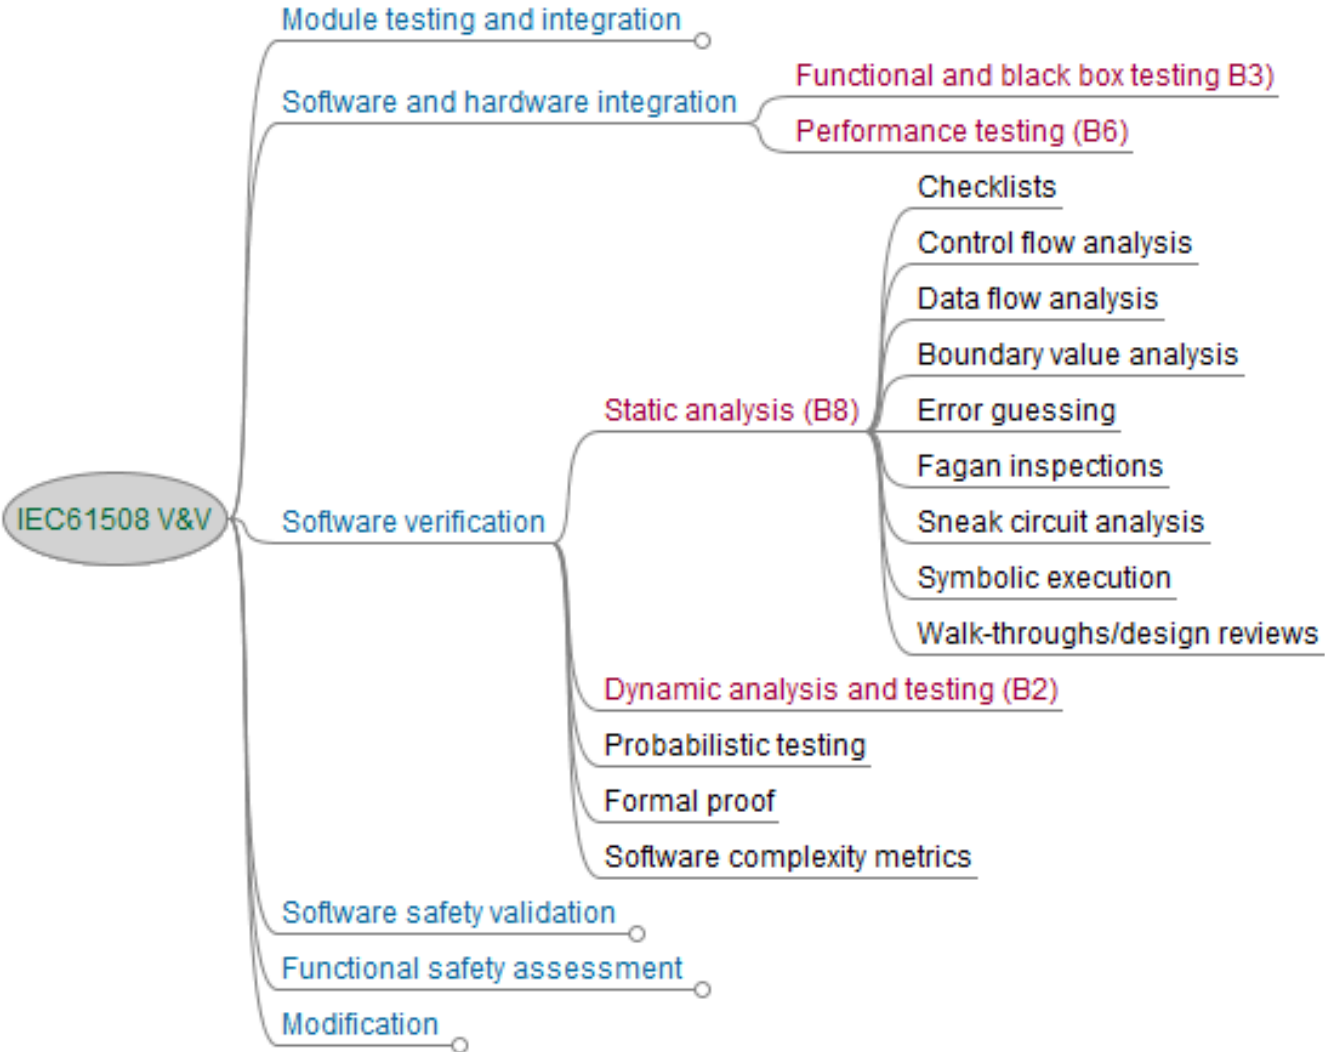 Module testing and integration
Functional and black box testing B3)
Software and hardware integration
Performance testing (B6)
Checklists
Control flow analysis
Data flow analysis
Boundary value analysis
Static analysis (B8)
Error guessing
Fagan inspections
IEC61508 V&V
Software verification
Sneak circuit analysis
Symbolic execution
Walk-throughs/design reviews
Dynamic analysis and testing (B2)
Probabilistic testing
Formal proof
Software complexity metrics
Software safety validation
Functional safety assessment
Modification